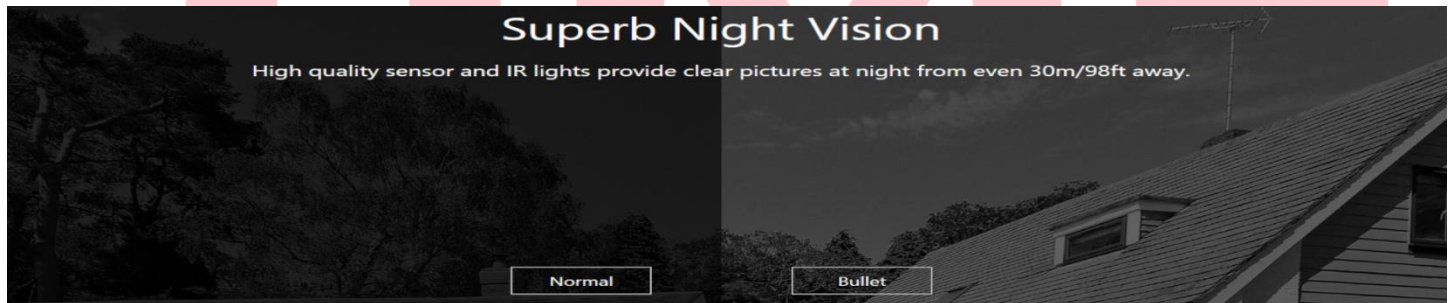 Superb Night Vision
High quality sensor and IR lights provide clear pictures at night from even 30m/98ft away.
Normal
Bullet